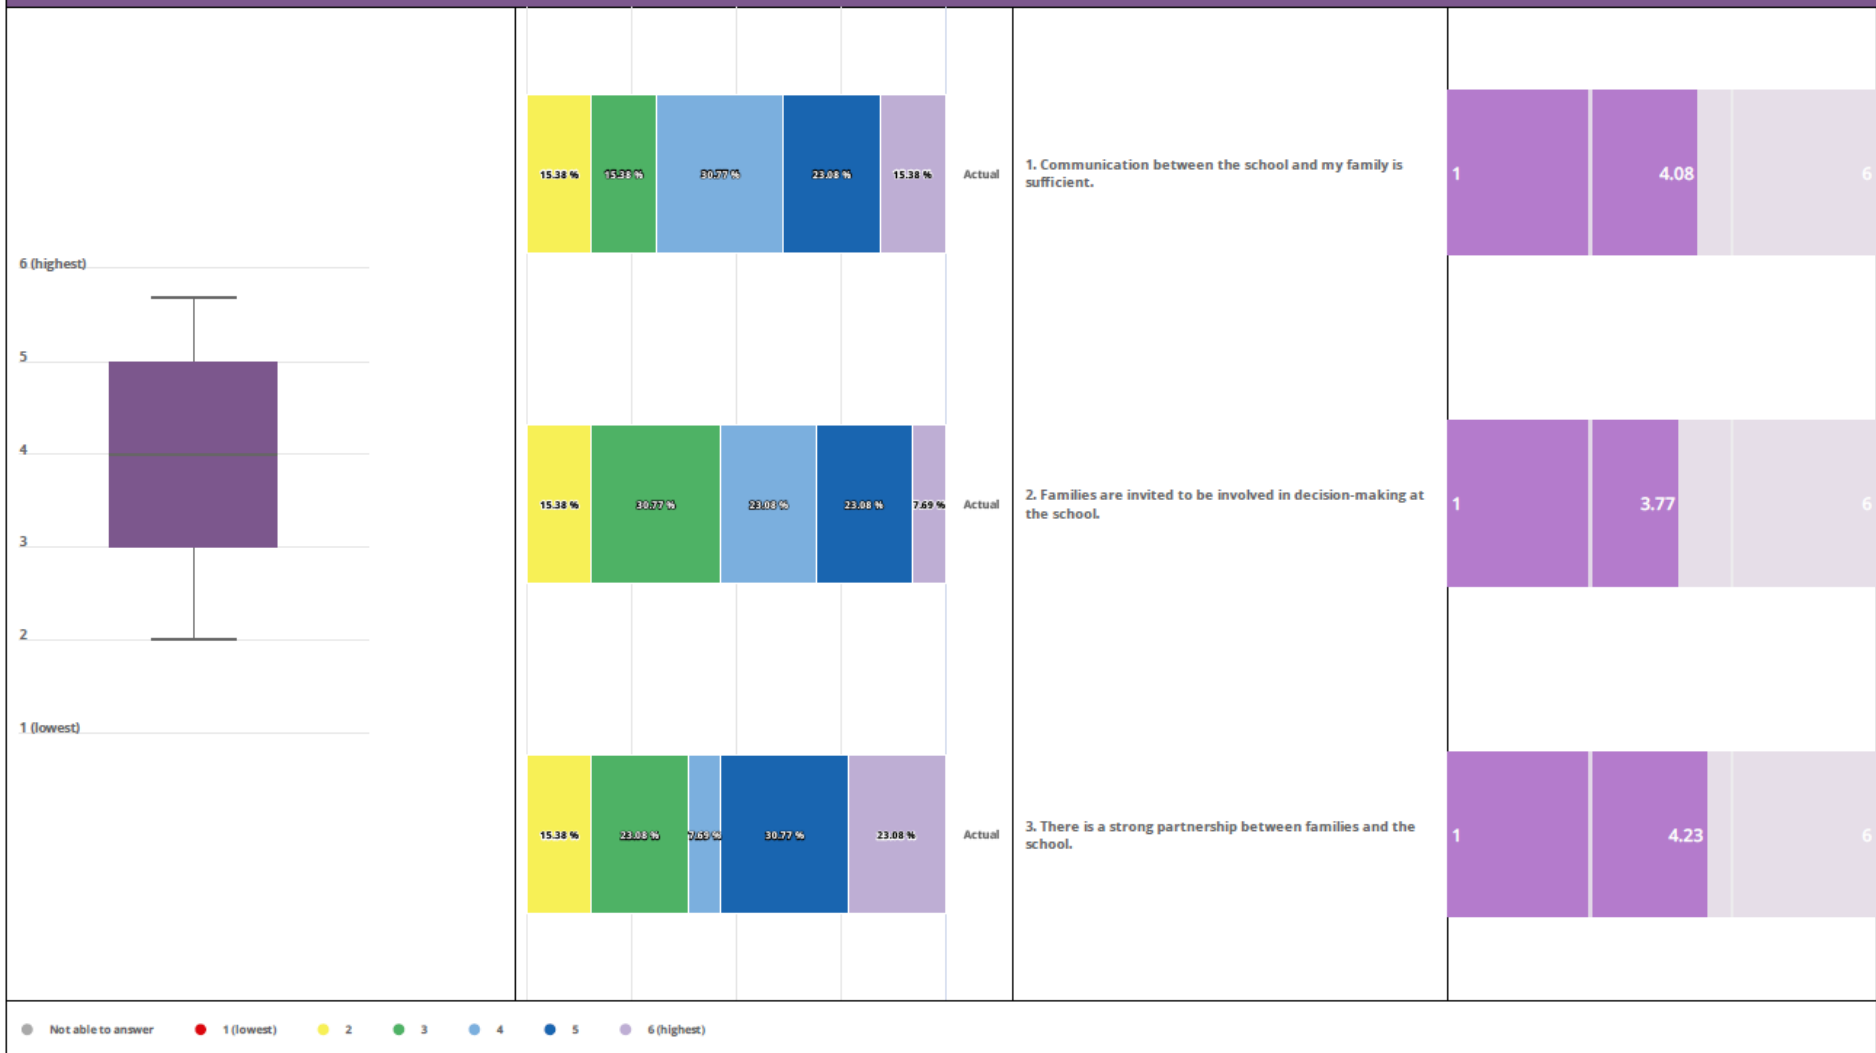 6 (highest)
5
4
3
2
1 (lowest)
15.38 %
15.38 %
30.77 %
23.08 %
15.38 %
Actual
1. Communication between the school and my family is
sufficient.
1
4.08
6
15.38 %
30.77 %
23.08 %
23.08 %
7.69 %
Actual
2. Families are invited to be involved in decision-making at
the school.
1
3.77
6
15.38 %
23.08 %
7.69 %
30.77 %
23.08 %
Actual
3. There is a strong partnership between families and the
school.
1
4.23
6
Not able to answer
1 (lowest)
2
3
4
5
6 (highest)